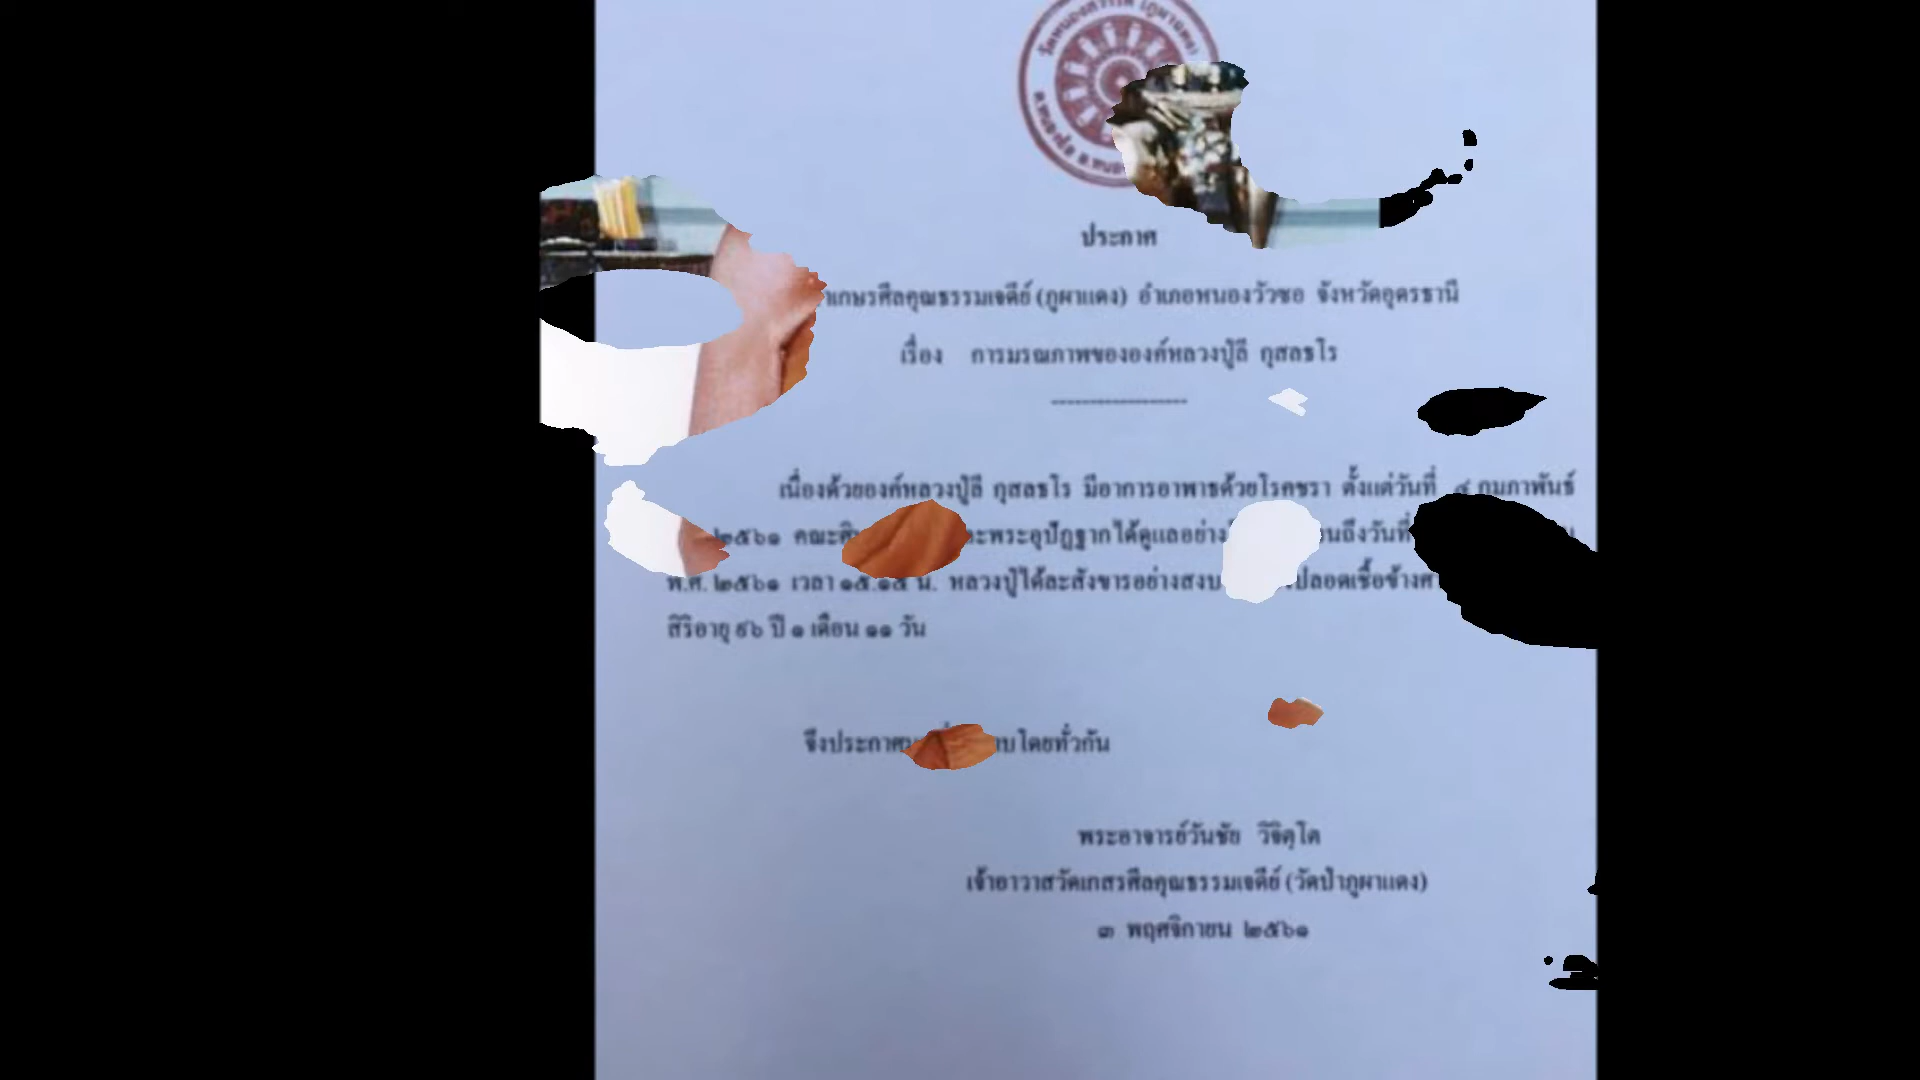 ประกาศ
เกษรศีลคุณธรรมเจดีย์ (ภูผาแดง) อำเภอหนองวัวซอ จังหวัดอุดรธานี
เรื่อง การมรณภาพขององค์หลวงปู่ลี กุสลธโร
------------------
เนื่องด้วยองค์หลวงปู่ลี กุสลธโร มีอาการอาพาธด้วยโรคชรา ตั้งแต่วันที่ ๔ กุมภาพันธ์
๒๕๖๑ พระอุปัฏฐากได้ดูแลอย่าง ถึงวันที่
พ.ศ. ๒๕๖๑ เวลา ๑๕.๑๕ น. หลวงปู่ได้ละสังขารอย่างสงบ ปลอดเชื้อข้าง
สิริอายุ ๙๖ ปี ๑ เดือน ๑๑ วัน
จึงประกาศ โดยทั่วกัน
พระอาจารย์วันชัย วิจิตฺโต
เจ้าอาวาสวัดเกสรศีลคุณธรรมเจดีย์ (วัดป่าภูผาแดง)
๓ พฤศจิกายน ๒๕๖๑